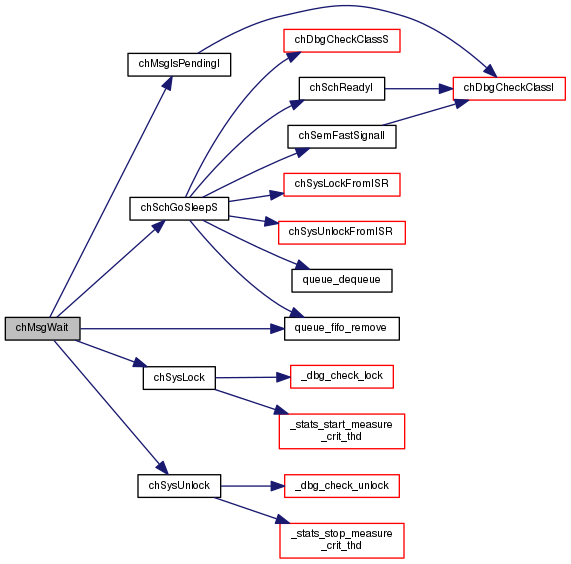 chMsgWait
chMsgIsPendingI
chSchGoSleepS
chSysLock
chSysUnlock
chDbgCheckClassS
chSchReadyI
chSemFastSignalI
chSysLockFromISR
chSysUnlockFromISR
queue_dequeue
queue_fifo_remove
_dbg_check_lock
_stats_start_measure
_crit_thd
_dbg_check_unlock
_stats_stop_measure
_crit_thd
chDbgCheckClassI